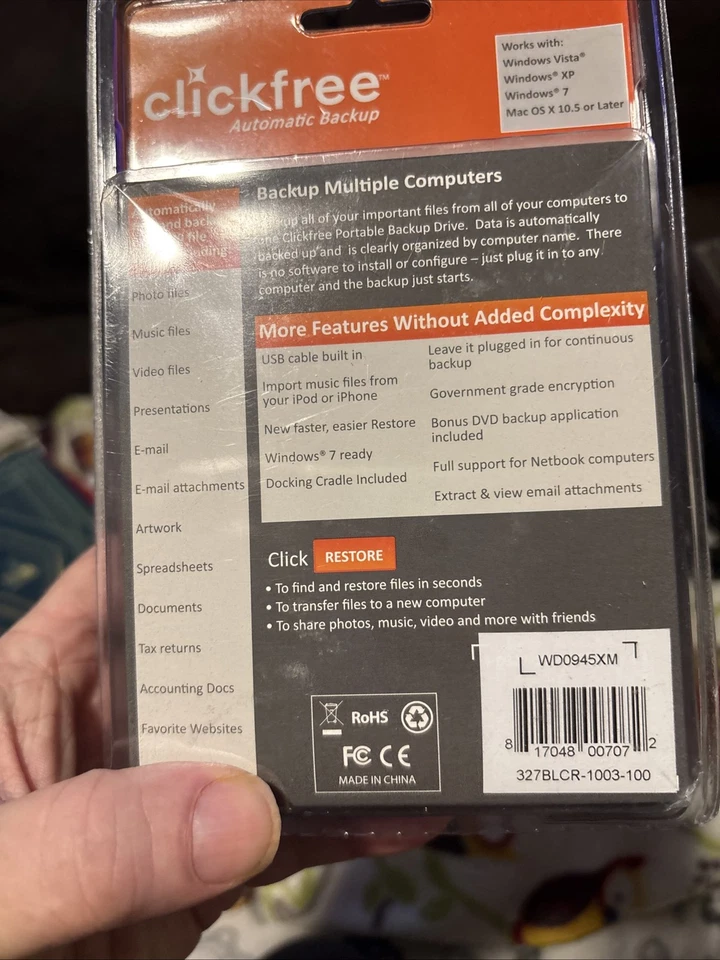 clickfree™
Automatic Backup
Works with:
Windows Vista®
Windows® XP
Windows® 7
Mac OS X 10.5 or Later
Backup Multiple Computers
up all of your important files from all of your computers to
Clickfree Portable Backup Drive. Data is automatically
backed up and is clearly organized by computer name. There
is no software to install or configure – just plug it in to any
computer and the backup just starts.
Photo files
Music files
Video files
Presentations
E-mail
E-mail attachments
Artwork
Spreadsheets
Documents
Tax returns
Accounting Docs
Favorite Websites
More Features Without Added Complexity
USB cable built in
Import music files from
your iPod or iPhone
New faster, easier Restore
Windows® 7 ready
Docking Cradle Included
Leave it plugged in for continuous
backup
Government grade encryption
Bonus DVD backup application
included
Full support for Netbook computers
Extract & view email attachments
Click RESTORE
• To find and restore files in seconds
• To transfer files to a new computer
• To share photos, music, video and more with friends
RoHS
FC CE
MADE IN CHINA
WD0945XM
8 17048 00707 2
327BLCR-1003-100